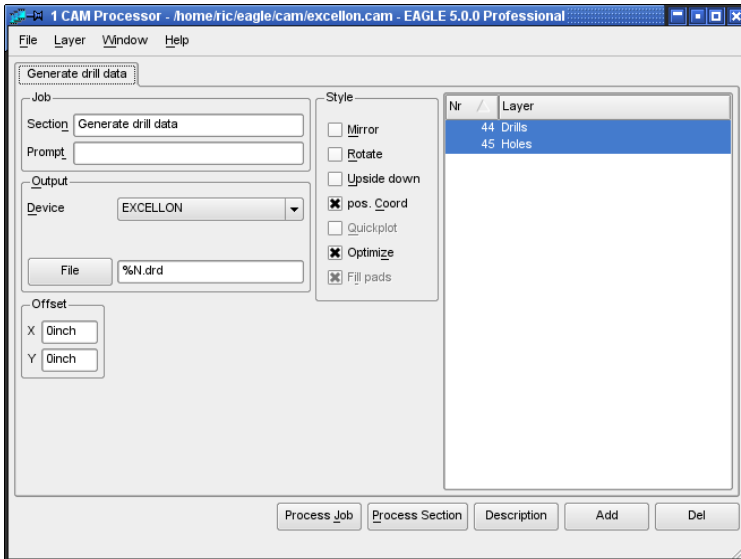 1 CAM Processor - /home/ric/eagle/cam/excellon.cam - EAGLE 5.0.0 Professional
File Layer Window Help
Generate drill data
Job
Section Generate drill data
Prompt
Output
Device EXCELLON
File %N.drd
Offset
X 0inch
Y 0inch
Style
Mirror
Rotate
Upside down
pos. Coord
Quickplot
Optimize
Fill pads
Nr Layer
44 Drills
45 Holes
Process Job Process Section Description Add Del